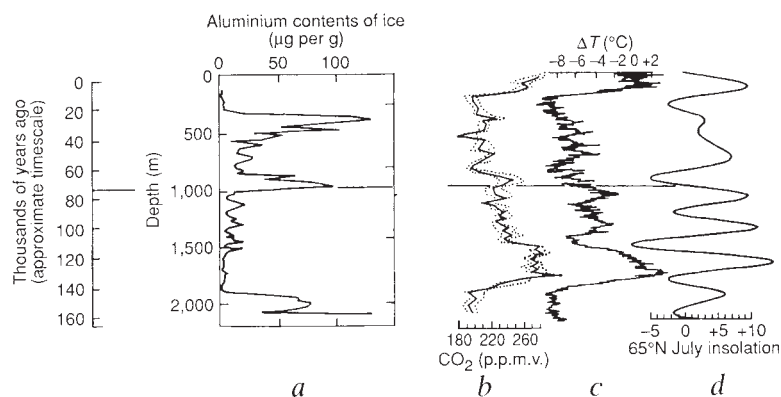 Aluminium contents of ice
(µg per g)
0 50 100
ΔT (°C)
-8 -6 -4 -2 0 +2
Thousands of years ago
(approximate timescale)
0
20
40
60
80
100
120
140
160
Depth (m)
0
500
1,000
1,500
2,000
180 220 260
CO2 (p.p.m.v.)
-5 0 +5 +10
65°N July insolation
a b c d